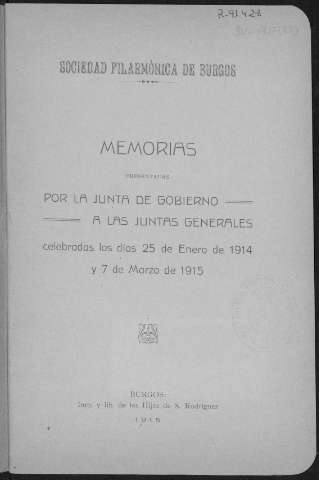 SOCIEDAD FILARMÓNICA DE BURGOS
MEMORIAS
PRESENTADAS
POR LA JUNTA DE GOBIERNO
A LAS JUNTAS GENERALES
celebradas los días 25 de Enero de 1914
y 7 de Marzo de 1915
BURGOS:
Imp. y lib. de los Hijos de S. Rodríguez
1915